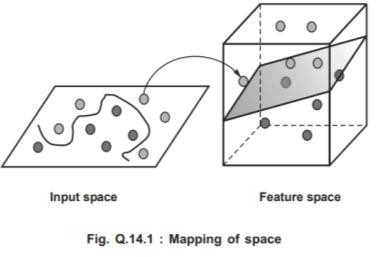 Input space
Feature space
Fig. Q.14.1 : Mapping of space